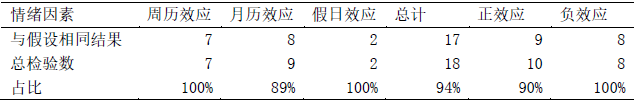 情绪因素 周历效应 月历效应 假日效应 总计 正效应 负效应
与假设相同结果 7 8 2 17 9 8
总检验数 7 9 2 18 10 8
占比 100% 89% 100% 94% 90% 100%